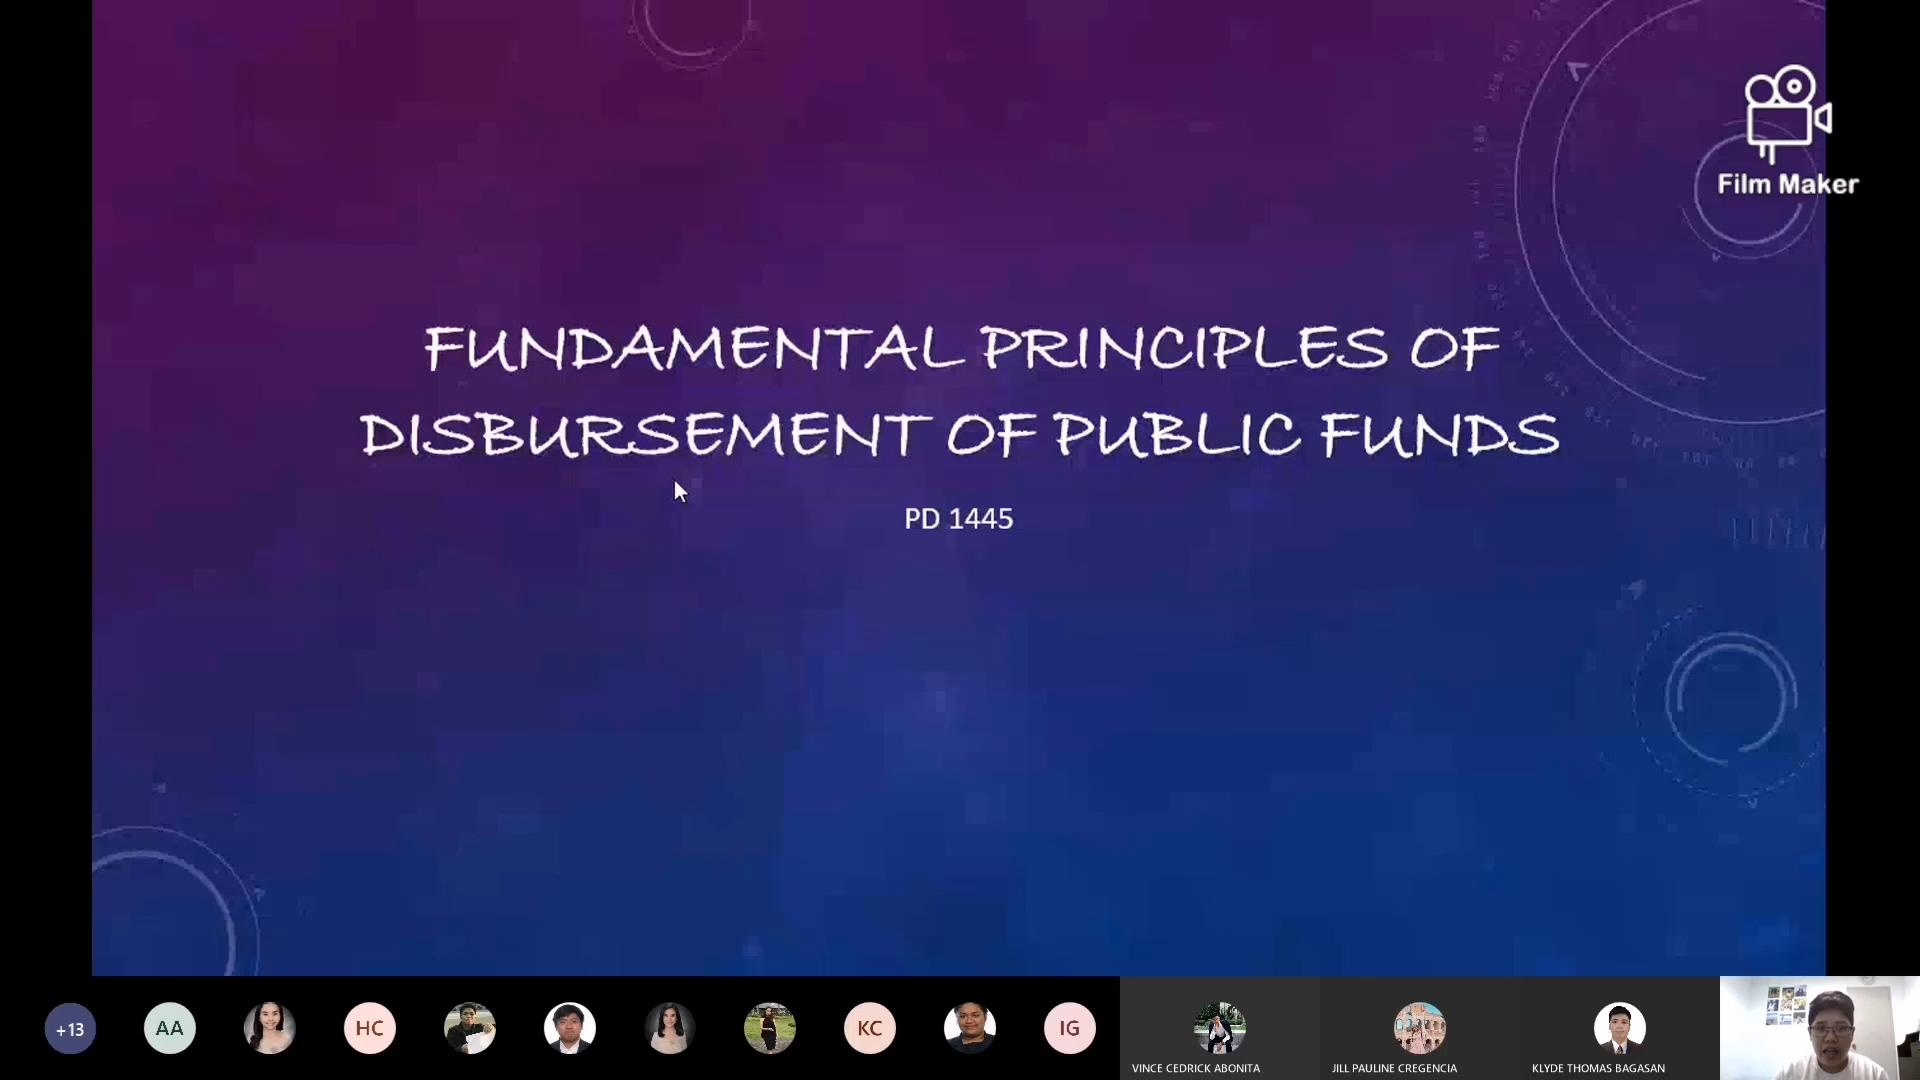 Film Maker
FUNDAMENTAL PRINCIPLES OF
DISBURSEMENT OF PUBLIC FUNDS
PD 1445
+13
AA
HC
KC
IG
VINCE CEDRICK ABONITA
JILL PAULINE CREGENCIA
KLYDE THOMAS BAGASAN